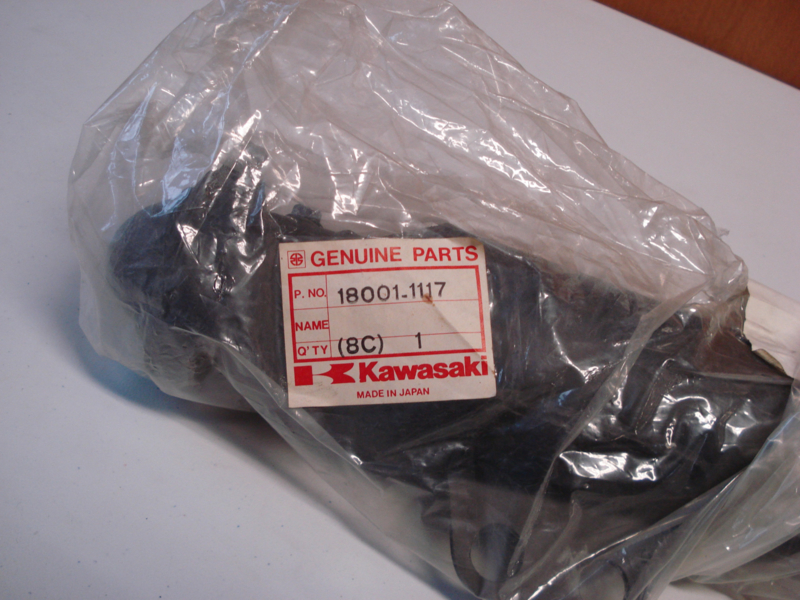 GENUINE PARTS
P. NO. 18001-1117
NAME
Q'TY (8C) 1
Kawasaki
MADE IN JAPAN